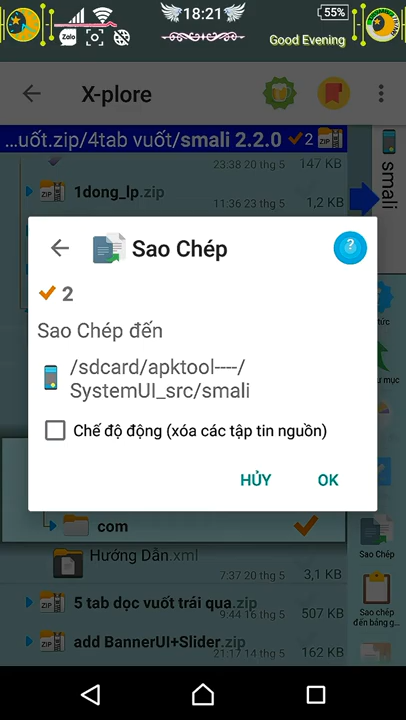 18:21
55%
Zalo
Good Evening
X-plore
...uốt.zip/4tab vuốt/smali 2.2.0
2
ZIP
23:38 20 thg 5
147 KB
smali
ZIP
1dong_lp.zip
11:36 23 thg 5
1,2 KB
Sao Chép
?
2
Sao Chép đến
/sdcard/apktool----/
SystemUI_src/smali
Chế độ động (xóa các tập tin nguồn)
HỦY
OK
com
Hướng Dẫn.xml
7:37 20 thg 5
3,1 KB
Sao Chép
ZIP
5 tab dọc vuốt trái qua.zip
9:44 16 thg 5
507 KB
Sao chép
đến bảng g...
ZIP
add BannerUI+Slider.zip
21:17 14 thg 5
162 KB